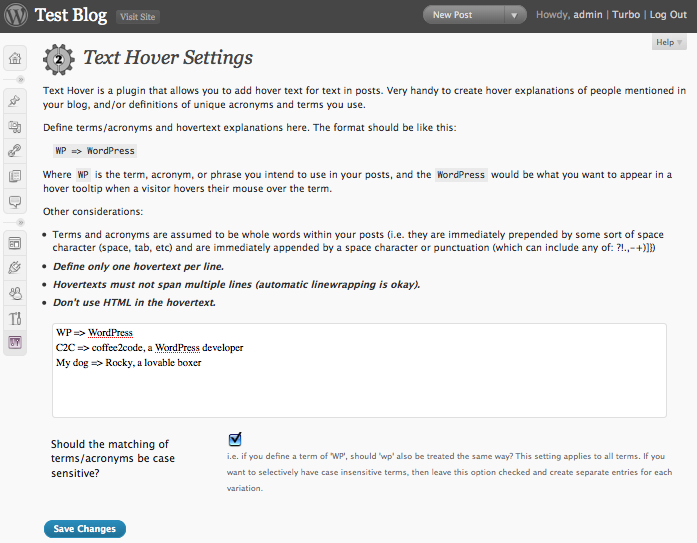 Test Blog Visit Site New Post Howdy, admin | Turbo | Log Out
Help
Text Hover Settings
Text Hover is a plugin that allows you to add hover text for text in posts. Very handy to create hover explanations of people mentioned in
your blog, and/or definitions of unique acronyms and terms you use.
Define terms/acronyms and hovertext explanations here. The format should be like this:
WP => WordPress
Where WP is the term, acronym, or phrase you intend to use in your posts, and the WordPress would be what you want to appear in a
hover tooltip when a visitor hovers their mouse over the term.
Other considerations:
• Terms and acronyms are assumed to be whole words within your posts (i.e. they are immediately prepended by some sort of space
character (space, tab, etc) and are immediately appended by a space character or punctuation (which can include any of: ?!.,-+)]})
• Define only one hovertext per line.
• Hovertexts must not span multiple lines (automatic linewrapping is okay).
• Don't use HTML in the hovertext.
WP => WordPress
C2C => coffee2code, a WordPress developer
My dog => Rocky, a lovable boxer
Should the matching of
terms/acronyms be case
sensitive?
i.e. if you define a term of 'WP', should 'wp' also be treated the same way? This setting applies to all terms. If you
want to selectively have case insensitive terms, then leave this option checked and create separate entries for each
variation.
Save Changes